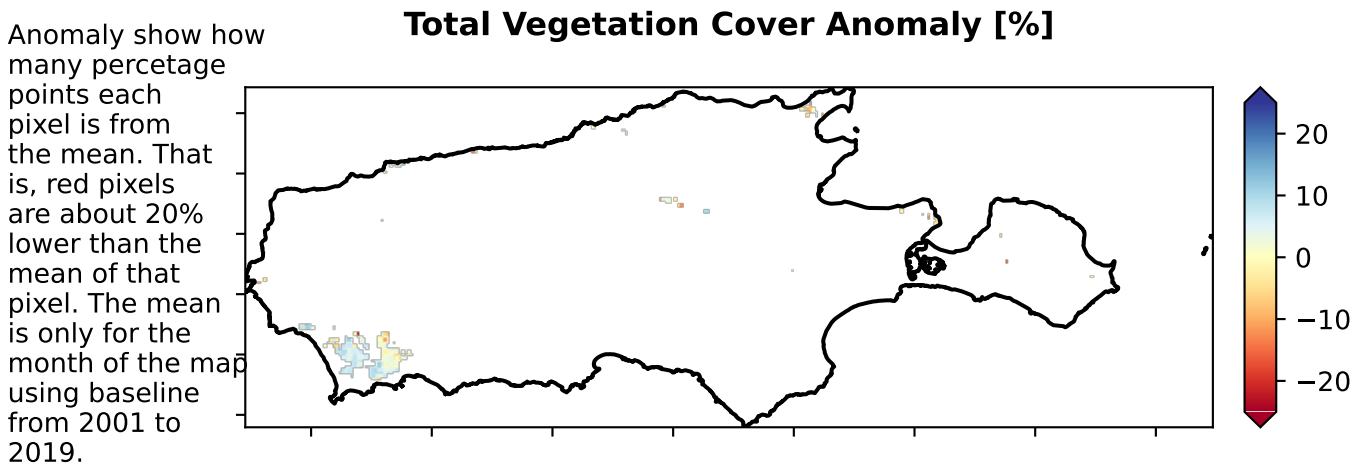 Total Vegetation Cover Anomaly [%]
Anomaly show how
many percetage
points each
pixel is from
the mean. That
is, red pixels
are about 20%
lower than the
mean of that
pixel. The mean
is only for the
month of the map
using baseline
from 2001 to
2019.
20
10
0
−10
−20